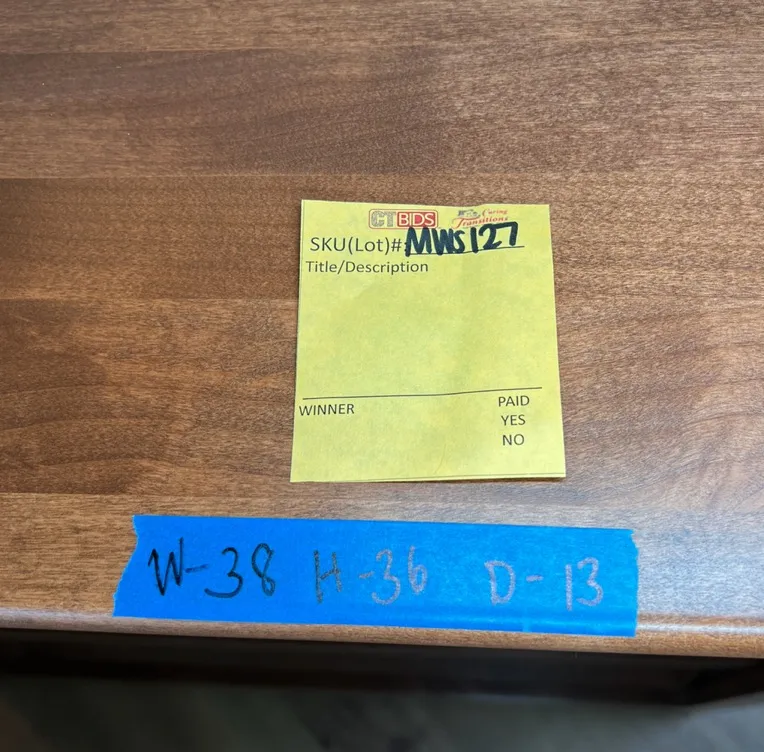 CTBIDS Caring Transitions
SKU(Lot)#: MWS127
Title/Description
WINNER PAID
YES
NO
W-38 H-36 D-13